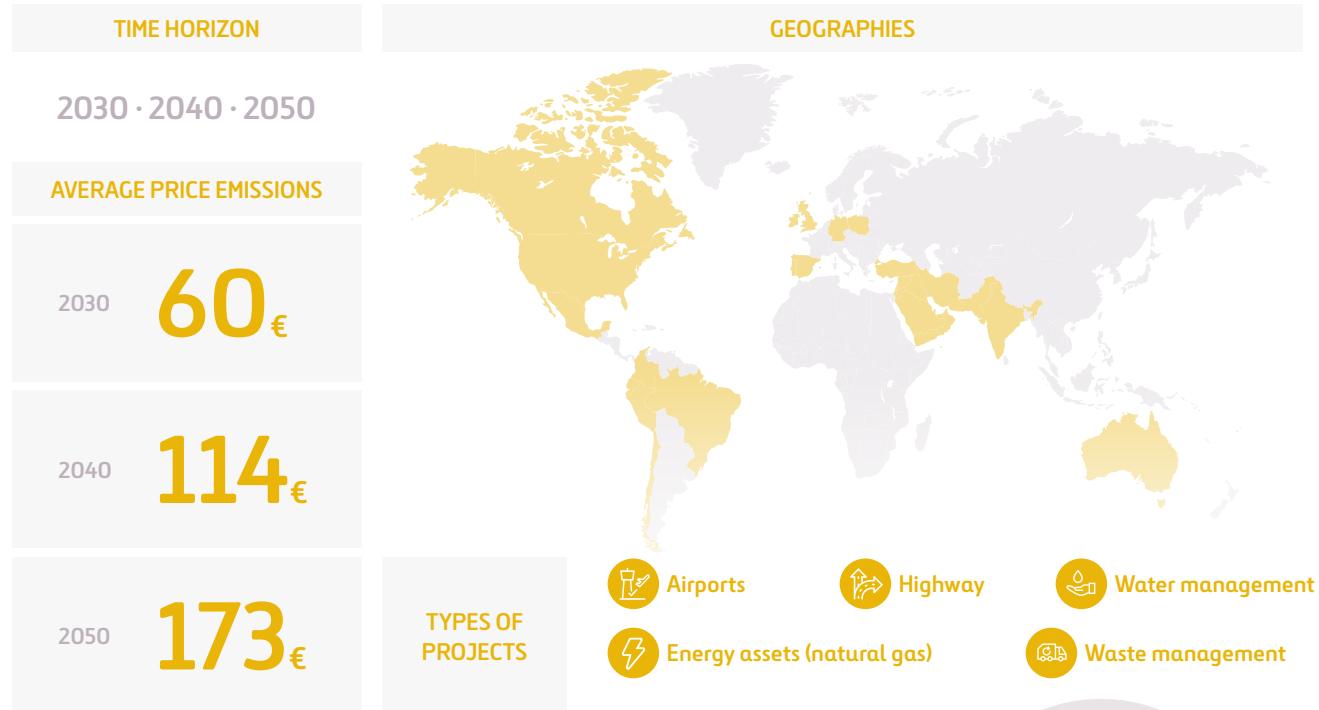 TIME HORIZON
2030 · 2040 · 2050
AVERAGE PRICE EMISSIONS
2030
60€
2040
114€
2050
173€
GEOGRAPHIES
TYPES OF
PROJECTS
Airports
Highway
Water management
Energy assets (natural gas)
Waste management